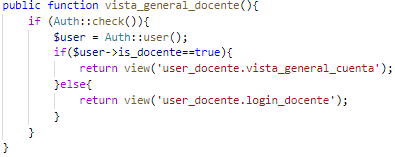 public function vista_general_docente(){
if (Auth::check()){
$user = Auth::user();
if($user->is_docente==true){
return view('user_docente.vista_general_cuenta');
}else{
return view('user_docente.login_docente');
}
}
}